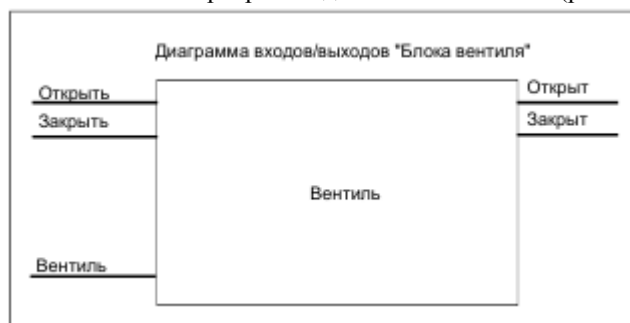 Диаграмма входов/выходов "Блока вентиля"
Открыть
Закрыть
Вентиль
Вентиль
Открыт
Закрыт